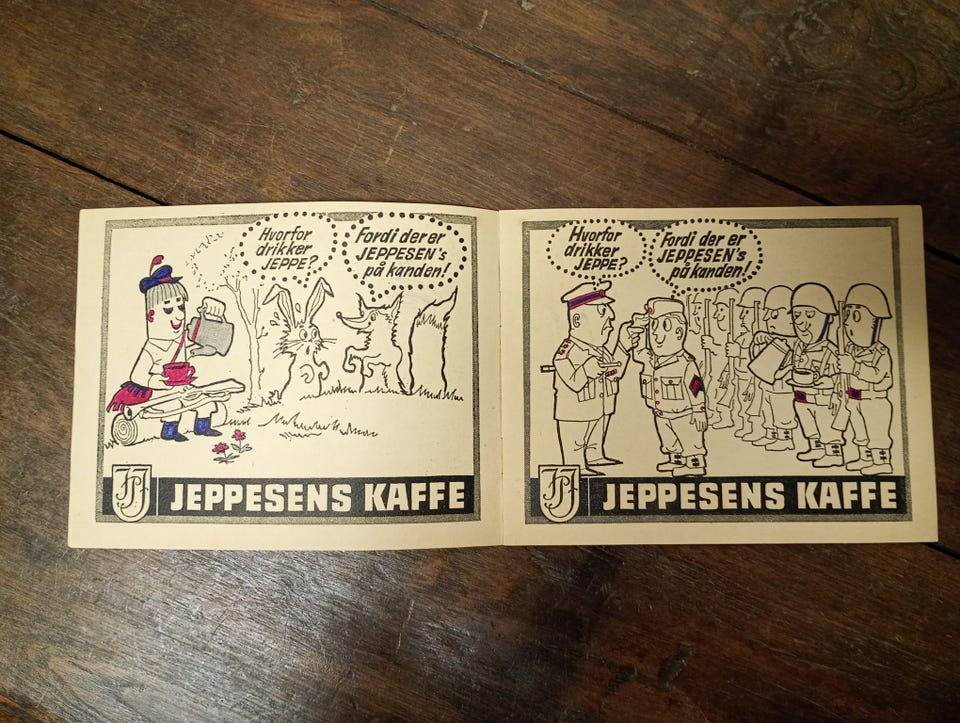 Hvorfor
drikker
JEPPE?
Fordi der er
JEPPESEN's
på kanden!
JEPPESENS KAFFE
Hvorfor
drikker
JEPPE?
Fordi der er
JEPPESEN's
på kanden!
JEPPESENS KAFFE